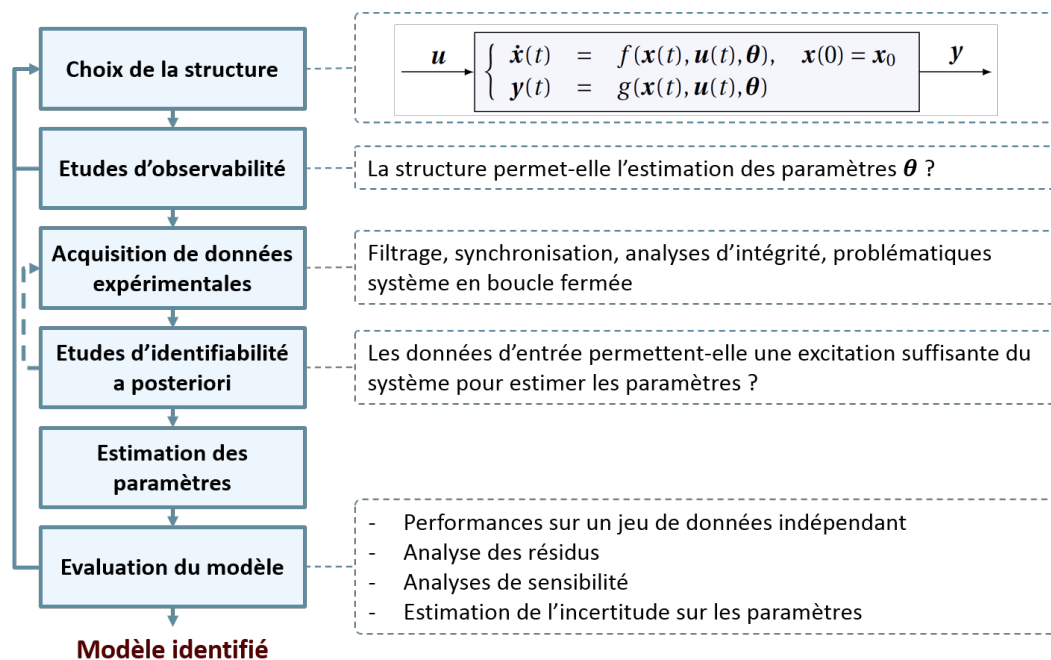 Choix de la structure
u
ẋ(t) = f(x(t), u(t), θ), x(0) = x₀
y(t) = g(x(t), u(t), θ)
y
Etudes d'observabilité
La structure permet-elle l'estimation des paramètres θ ?
Acquisition de données
expérimentales
Filtrage, synchronisation, analyses d'intégrité, problématiques
système en boucle fermée
Etudes d'identifiabilité
a posteriori
Les données d'entrée permettent-elle une excitation suffisante du
système pour estimer les paramètres ?
Estimation des
paramètres
Evaluation du modèle
- Performances sur un jeu de données indépendant
- Analyse des résidus
- Analyses de sensibilité
- Estimation de l'incertitude sur les paramètres
Modèle identifié